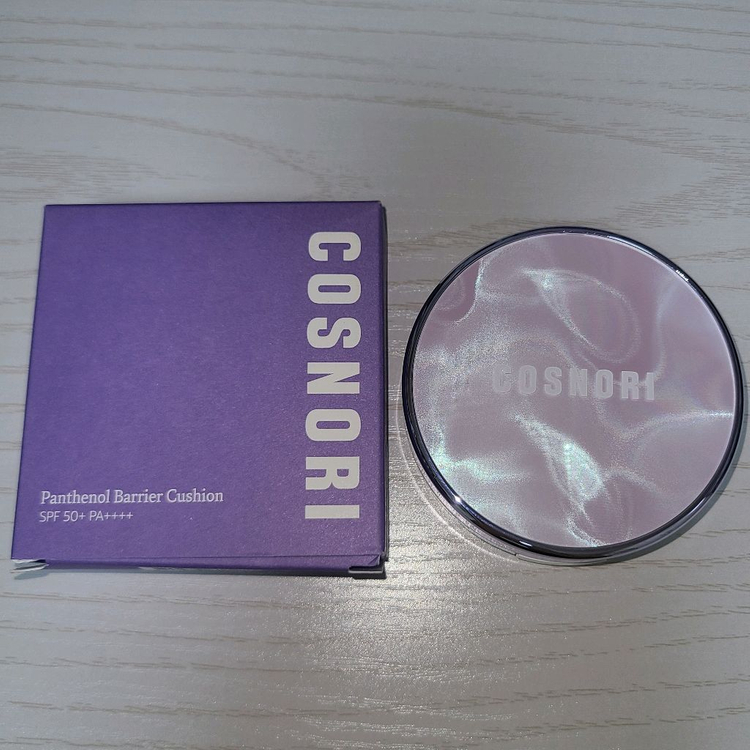 COSNORI
Panthenol Barrier Cushion
SPF 50+ PA++++
COSNORI